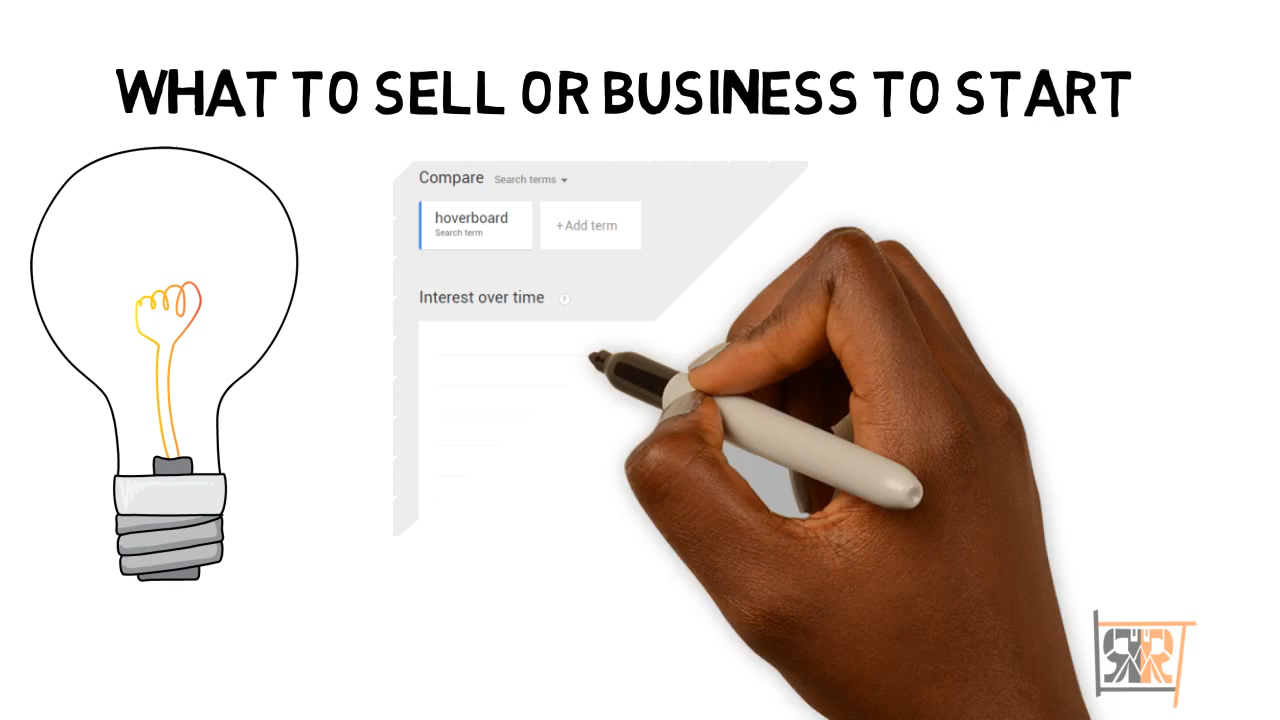 WHAT TO SELL OR BUSINESS TO START
Compare Search terms
hoverboard
Search term
+Add term
Interest over time ?